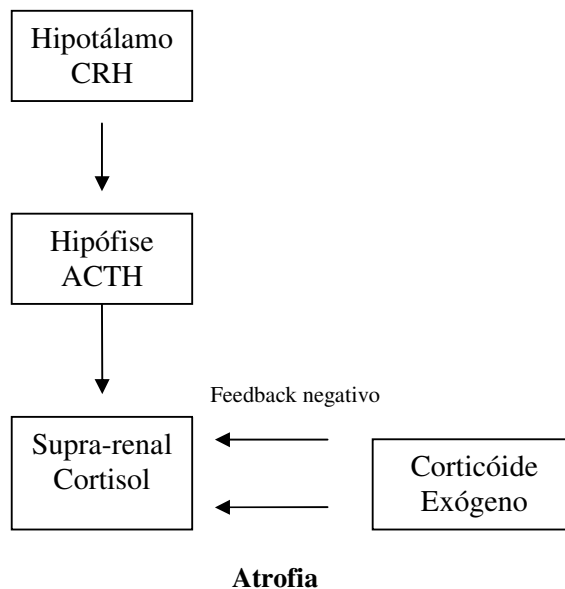 Hipotálamo
CRH
Hipófise
ACTH
Feedback negativo
Supra-renal
Cortisol
Corticóide
Exógeno
Atrofia